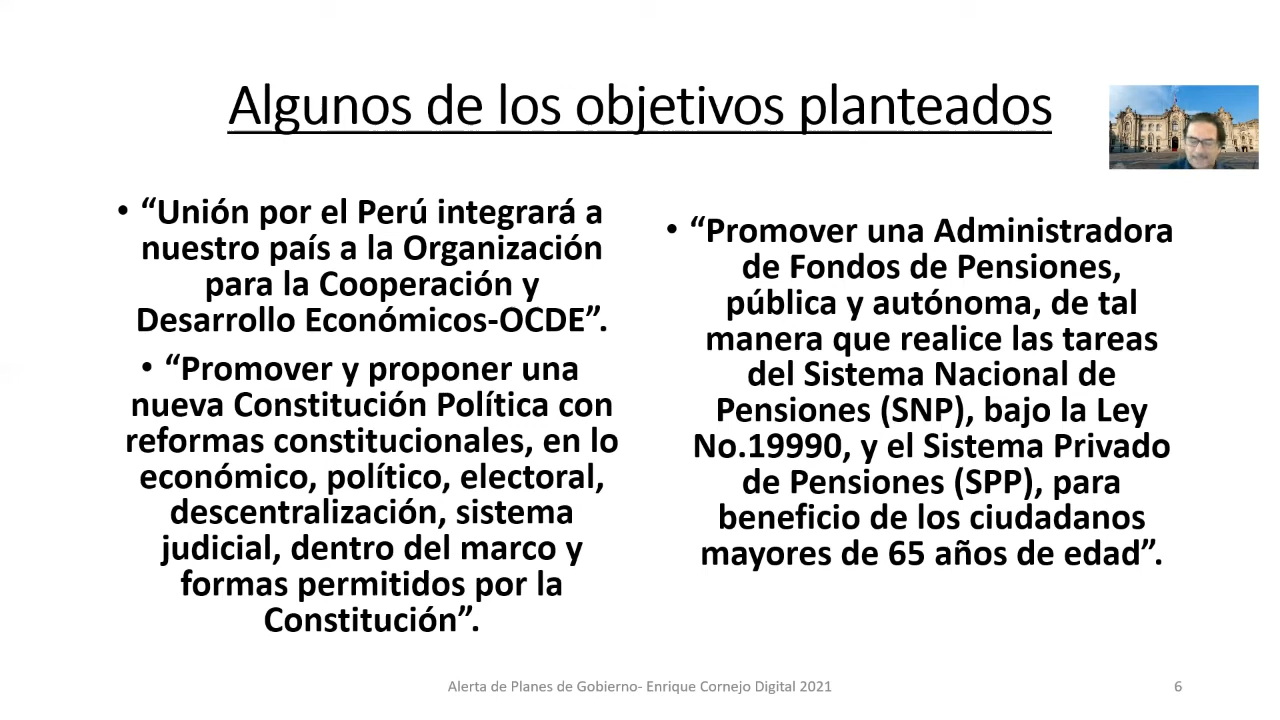 Algunos de los objetivos planteados
• “Unión por el Perú integrará a
nuestro país a la Organización
para la Cooperación y
Desarrollo Económicos-OCDE”.
• “Promover y proponer una
nueva Constitución Política con
reformas constitucionales, en lo
económico, político, electoral,
descentralización, sistema
judicial, dentro del marco y
formas permitidos por la
Constitución”.
• “Promover una Administradora
de Fondos de Pensiones,
pública y autónoma, de tal
manera que realice las tareas
del Sistema Nacional de
Pensiones (SNP), bajo la Ley
No.19990, y el Sistema Privado
de Pensiones (SPP), para
beneficio de los ciudadanos
mayores de 65 años de edad”.
Alerta de Planes de Gobierno- Enrique Cornejo Digital 2021
6